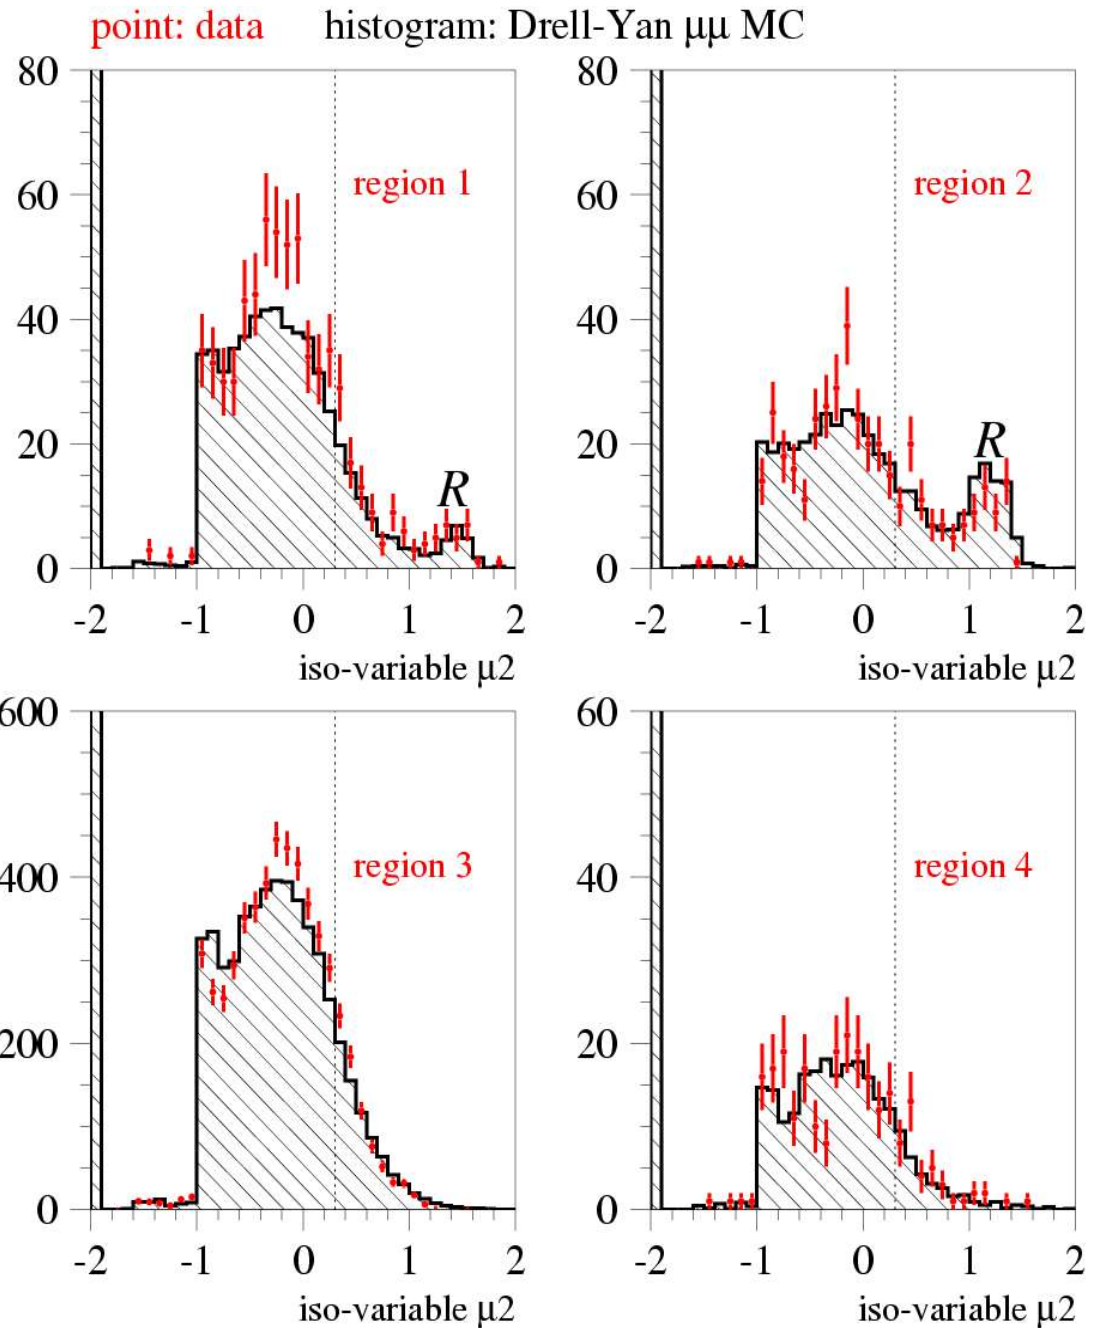 point: data histogram: Drell-Yan μμ MC
80
60
40
20
0
region 1
R
-2 -1 0 1 2
iso-variable μ2
80
60
40
20
0
region 2
R
-2 -1 0 1 2
iso-variable μ2
600
400
200
0
region 3
-2 -1 0 1 2
iso-variable μ2
60
40
20
0
region 4
-2 -1 0 1 2
iso-variable μ2